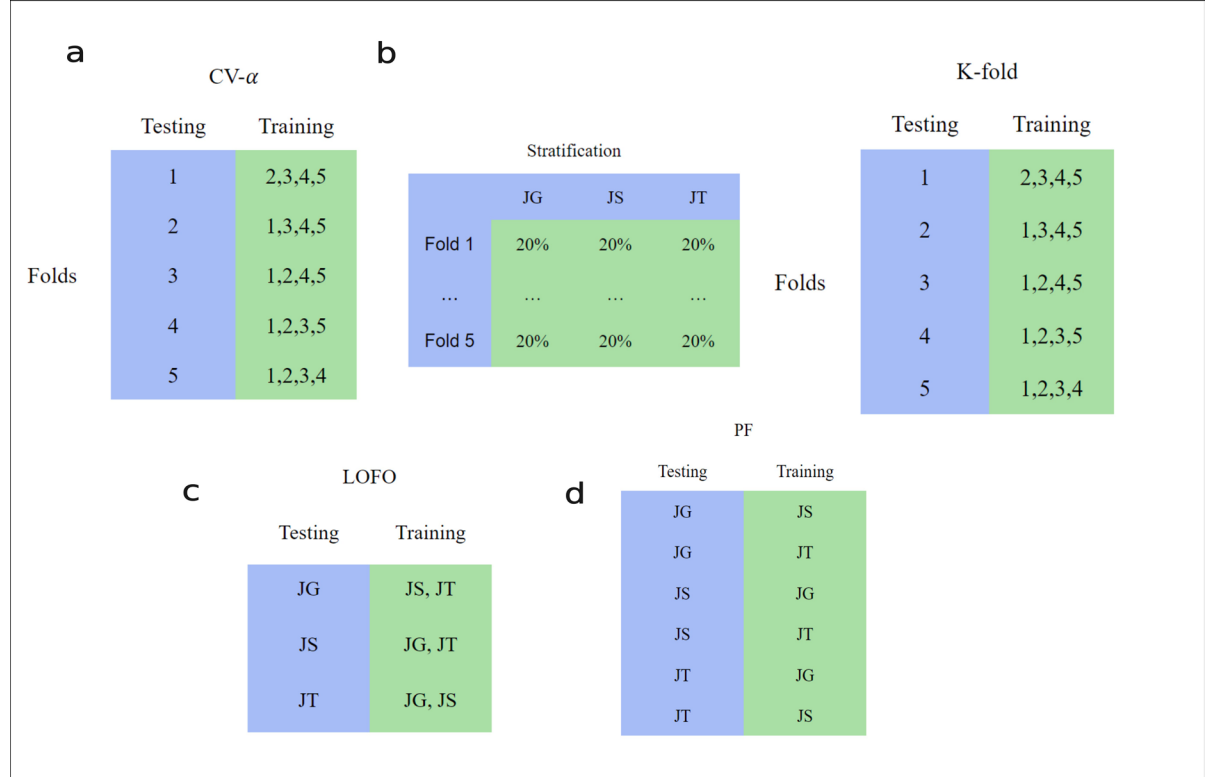 a
CV-α
Testing Training
1 2,3,4,5
2 1,3,4,5
Folds 3 1,2,4,5
4 1,2,3,5
5 1,2,3,4
b
Stratification
JG JS JT
Fold 1 20% 20% 20%
... ... ... ...
Fold 5 20% 20% 20%
K-fold
Testing Training
1 2,3,4,5
2 1,3,4,5
Folds 3 1,2,4,5
4 1,2,3,5
5 1,2,3,4
c
LOFO
Testing Training
JG JS, JT
JS JG, JT
JT JG, JS
d
PF
Testing Training
JG JS
JG JT
JS JG
JS JT
JT JG
JT JS